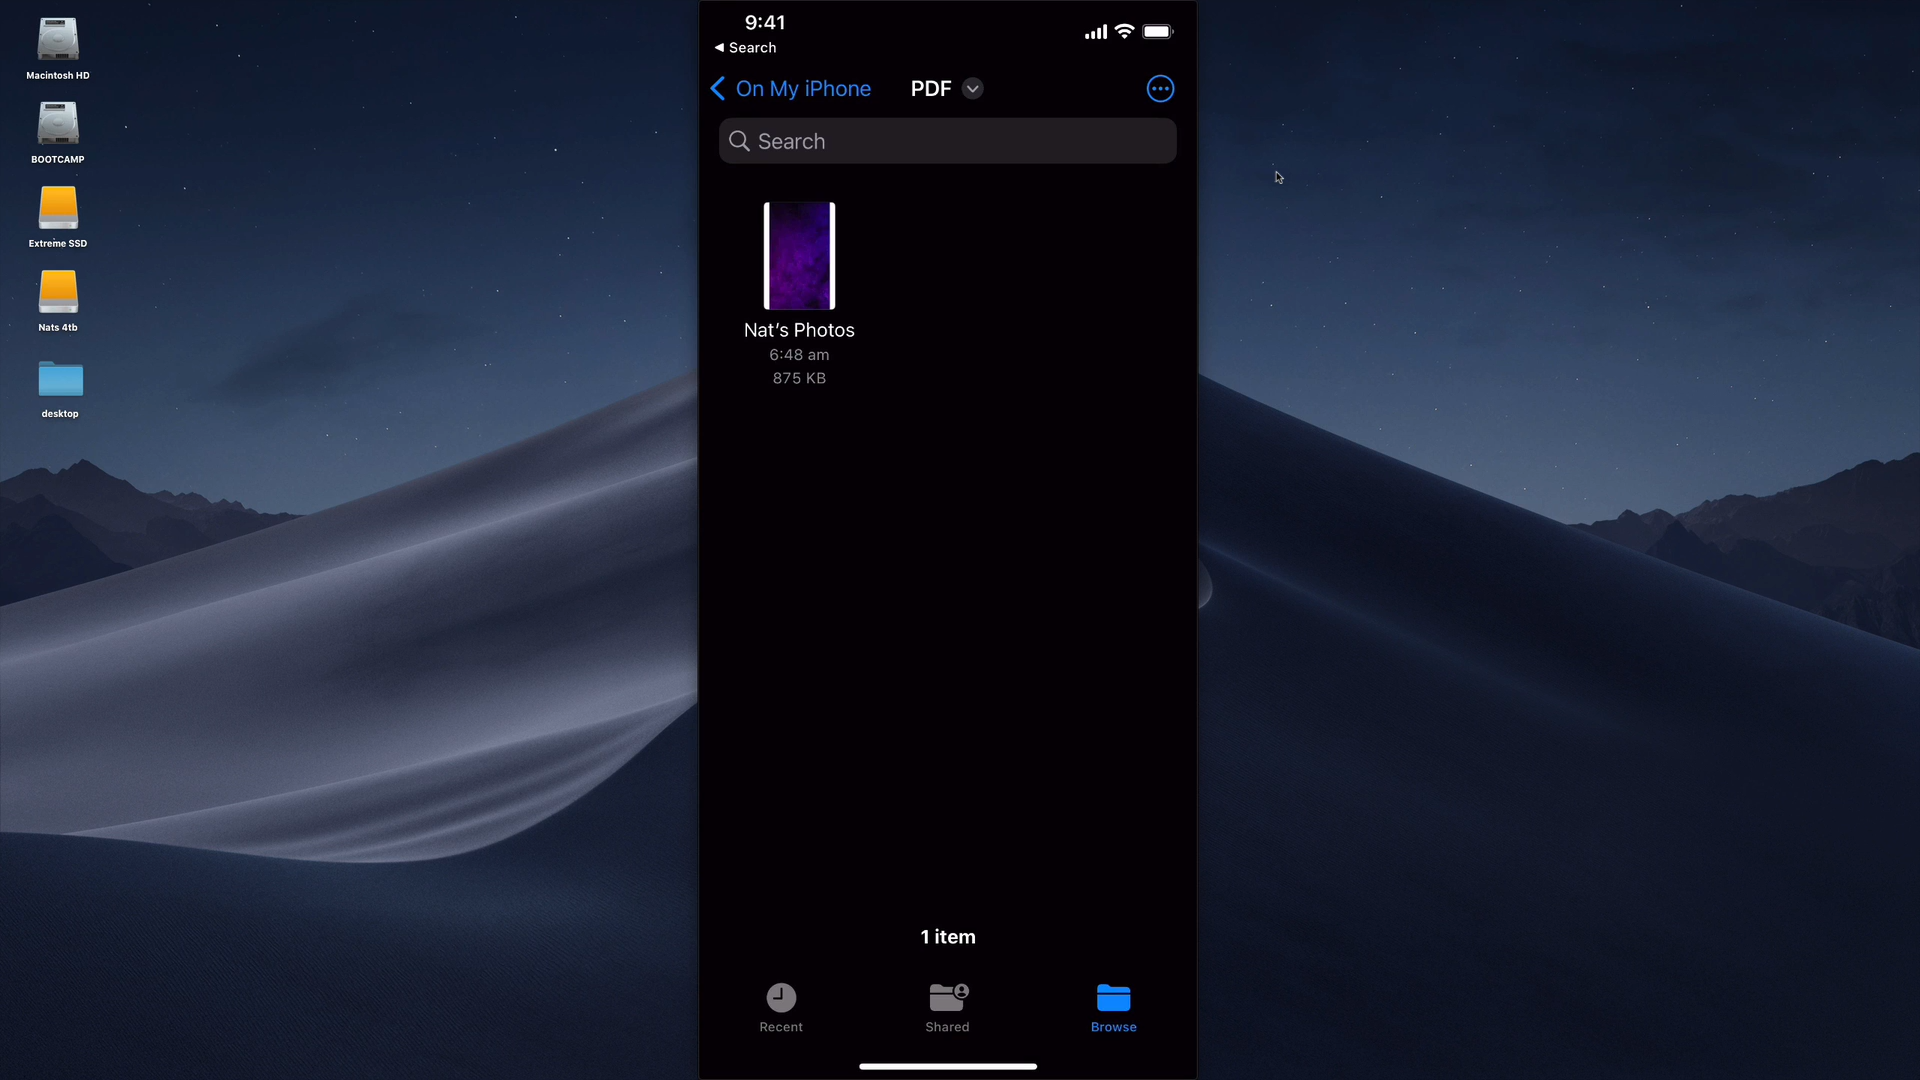 Macintosh HD
BOOTCAMP
Extreme SSD
Nats 4tb
desktop
9:41
◀ Search
On My iPhone
PDF
Search
Nat's Photos
6:48 am
875 KB
1 item
Recent
Shared
Browse